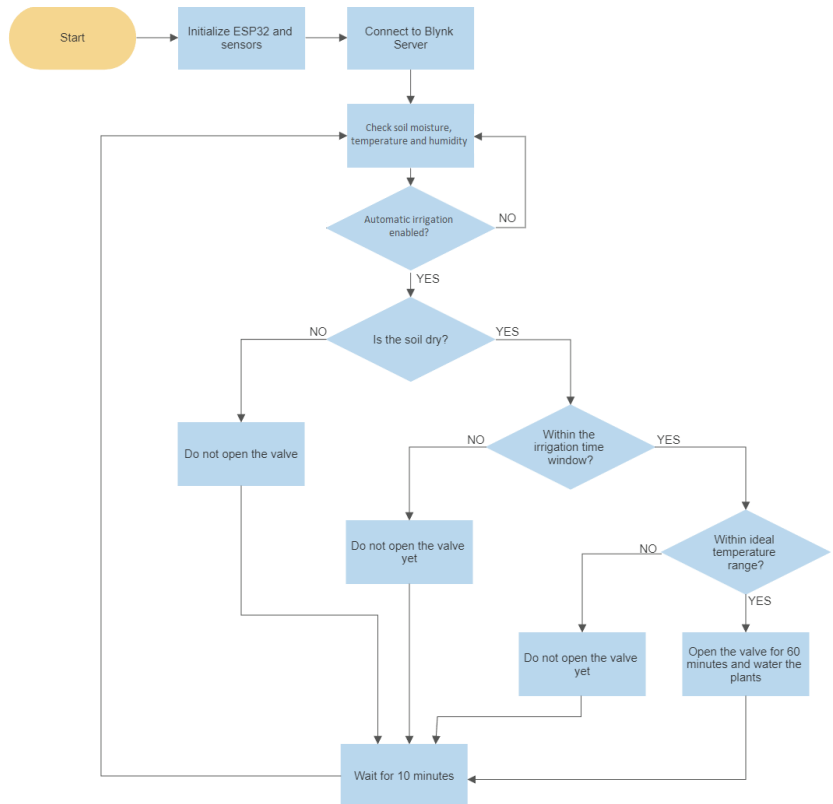 Start
Initialize ESP32 and
sensors
Connect to Blynk
Server
Check soil moisture,
temperature and humidity
Automatic irrigation
enabled?
NO
YES
Is the soil dry?
NO
YES
Do not open the valve
Within the
irrigation time
window?
NO
YES
Do not open the valve
yet
Within ideal
temperature
range?
NO
YES
Do not open the valve
yet
Open the valve for 60
minutes and water the
plants
Wait for 10 minutes